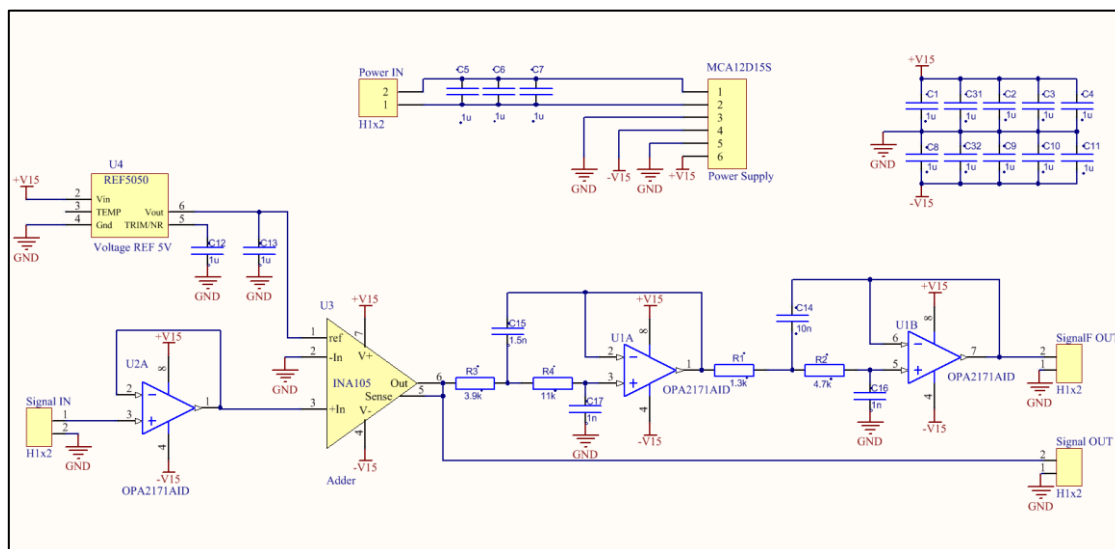 Power IN
2
1
H1x2
C5
C6
C7
.1u
.1u
.1u
MCA12D15S
1
2
3
4
5
6
Power Supply
GND
-V15
GND
+V15
+V15
C1
C31
C2
C3
C4
1u
1u
1u
1u
1u
GND
C8
C32
C9
C10
C11
1u
1u
1u
1u
1u
-V15
U4
REF5050
+V15
2
Vin
3
TEMP
Vout
6
4
Gnd
TRIM/NR
5
GND
Voltage REF 5V
C12
1u
GND
C13
1u
GND
U3
+V15
7
1
ref
V+
2
-In
GND
INA105
Out
6
Sense
5
3
+In
V-
4
-V15
Adder
U2A
+V15
8
2
1
3
4
-V15
OPA2171AID
Signal IN
1
2
GND
H1x2
R3
3.9k
C15
1.5n
R4
11k
C17
1n
GND
U1A
+V15
8
2
1
3
4
-V15
OPA2171AID
R1
1.3k
C14
10n
R2
4.7k
C16
1n
GND
U1B
+V15
8
6
7
5
4
-V15
OPA2171AID
SignalF OUT
2
1
GND
H1x2
Signal OUT
2
1
GND
H1x2